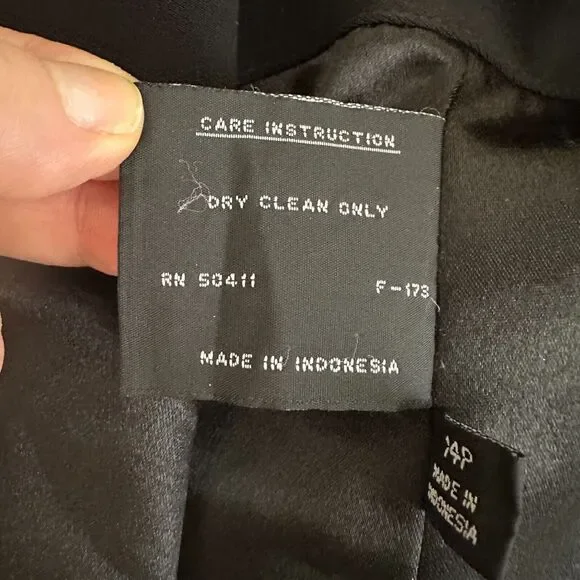 CARE INSTRUCTION
DRY CLEAN ONLY
RN 50411 F-173
MADE IN INDONESIA
14P
MADE IN
INDONESIA